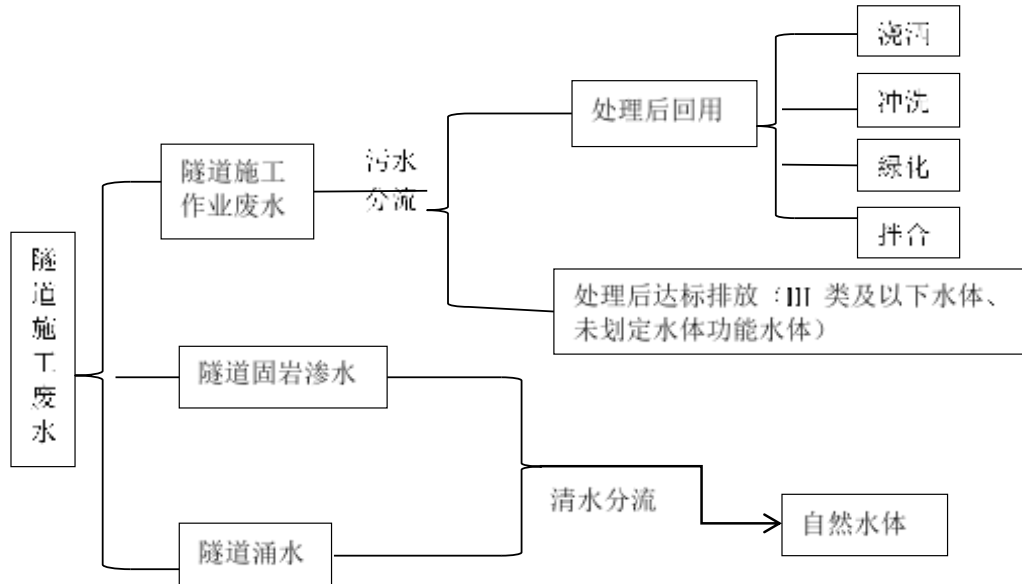 隧道施工废水
隧道施工
作业废水
污水
分流
处理后回用
浇洒
冲洗
绿化
拌合
处理后达标排放（III 类及以下水体、
未划定水体功能水体）
隧道固岩渗水
隧道涌水
清水分流
自然水体